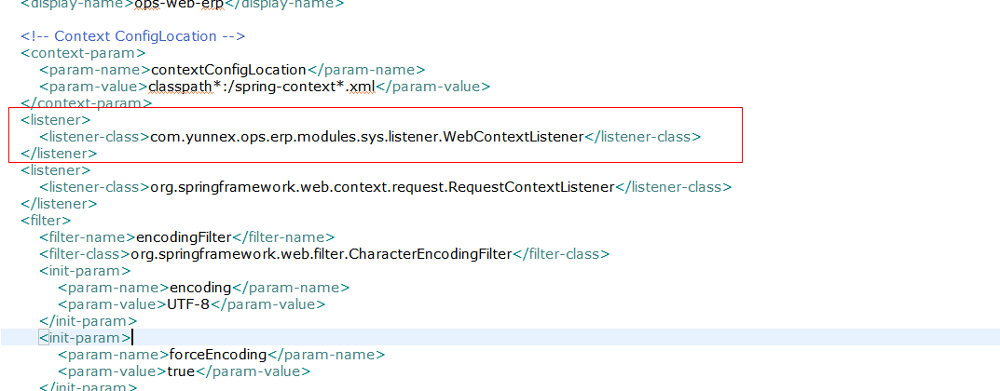 <display-name>ops-web-erp</display-name>
<!-- Context ConfigLocation -->
<context-param>
<param-name>contextConfigLocation</param-name>
<param-value>classpath*:/spring-context*.xml</param-value>
</context-param>
<listener>
<listener-class>com.yunnex.ops.erp.modules.sys.listener.WebContextListener</listener-class>
</listener>
<listener>
<listener-class>org.springframework.web.context.request.RequestContextListener</listener-class>
</listener>
<filter>
<filter-name>encodingFilter</filter-name>
<filter-class>org.springframework.web.filter.CharacterEncodingFilter</filter-class>
<init-param>
<param-name>encoding</param-name>
<param-value>UTF-8</param-value>
</init-param>
<init-param>
<param-name>forceEncoding</param-name>
<param-value>true</param-value>
</init-param>